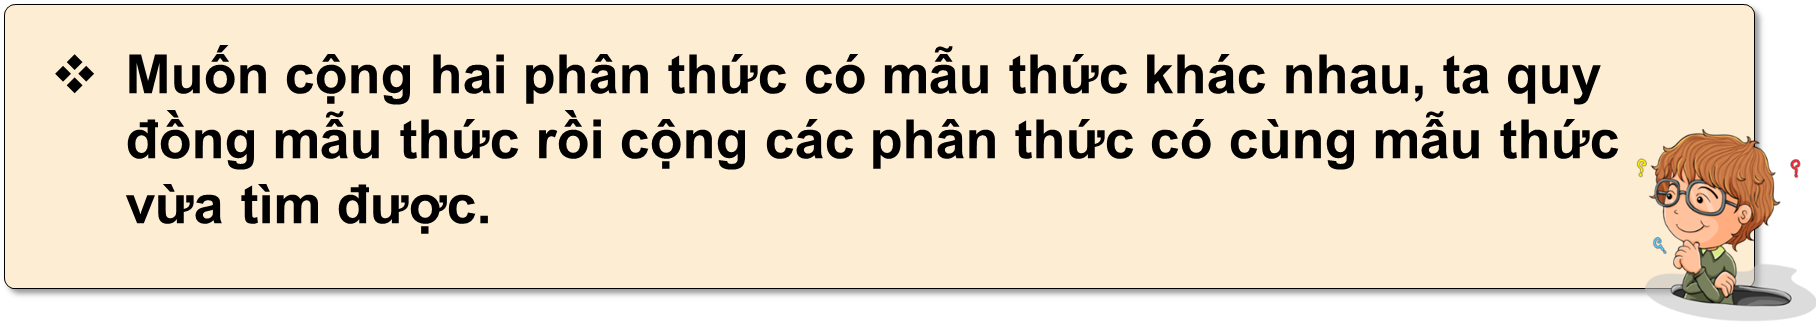 ❖ Muốn cộng hai phân thức có mẫu thức khác nhau, ta quy
đồng mẫu thức rồi cộng các phân thức có cùng mẫu thức
vừa tìm được.